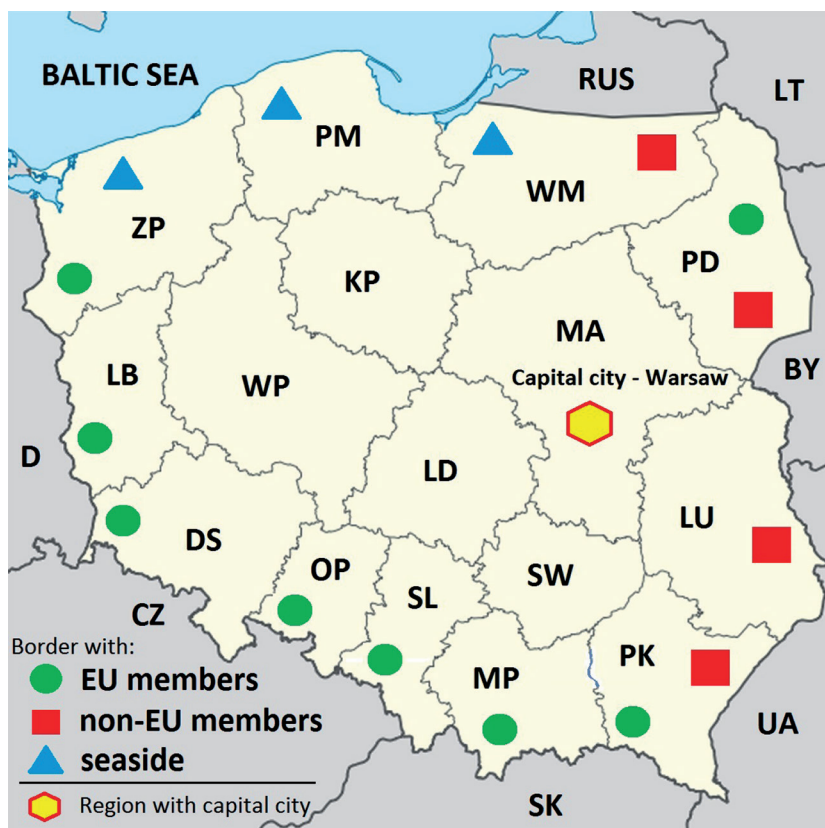 BALTIC SEA
RUS
LT
PM
WM
ZP
PD
KP
MA
BY
LB
WP
Capital city - Warsaw
D
LD
LU
DS
OP
SW
SL
CZ
PK
MP
UA
SK
Border with:
EU members
non-EU members
seaside
Region with capital city